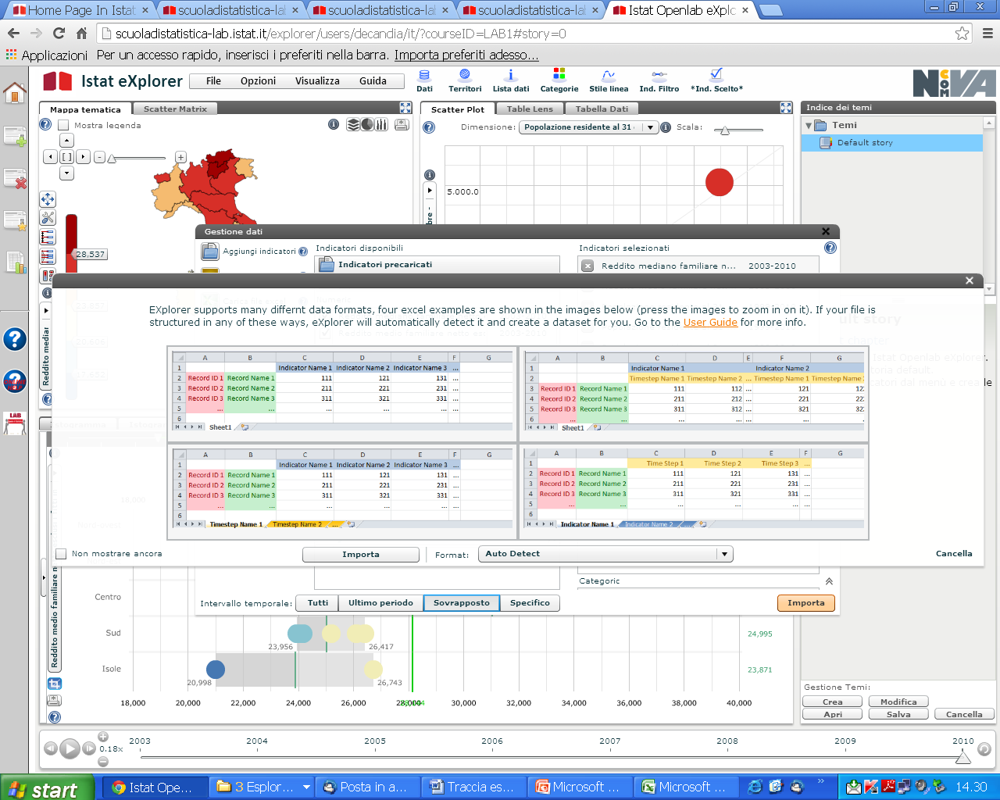 Home Page In Istat
scuoladistatistica-lab
scuoladistatistica-lab
scuoladistatistica-lab
Istat Openlab eXplo
scuoladistatistica-lab.istat.it/explorer/users/decandia/it/?courseID=LAB1#story=0
Applicazioni Per un accesso rapido, inserisci i preferiti nella barra. Importa preferiti adesso...
Istat eXplorer
File Opzioni Visualizza Guida
Dati Territori Lista dati Categorie Stile linea Ind. Filtro *Ind. Scelto*
NOVA
COM
Mappa tematica Scatter Matrix
Scatter Plot Table Lens Tabella Dati
Indice dei temi
Mostra legenda
Dimensione: Popolazione residente al 31 Scala:
Temi
Default story
5.000.0
28,537
Gestione dati
Aggiungi indicatori
Indicatori disponibili
Indicatori precaricati
Indicatori selezionati
Reddito mediano familiare n... 2003-2010
EXplorer supports many differnt data formats, four excel examples are shown in the images below (press the images to zoom in on it). If your file is
structured in any of these ways, eXplorer will automatically detect it and create a dataset for you. Go to the User Guide for more info.
A B C D E F G
1 Indicator Name 1 Indicator Name 2 Indicator Name 3 ...
2 Record ID 1 Record Name 1 111 121 131
3 Record ID 2 Record Name 2 211 221 231 ...
4 Record ID 3 Record Name 3 311 321 331 ...
5 ... ... ... ... ...
6
Sheet1
A B C D E F G
1 Indicator Name 1 Indicator Name 2
2 Timestep Name 1 Timestep Name 2 ... Timestep Name 1 Timestep Name
3 Record ID 1 Record Name 1 111 112 ... 121 12
4 Record ID 2 Record Name 2 211 212 ... 221 22
5 Record ID 3 Record Name 3 311 312 ... 321 32
6 ... ... ... ... ...
Sheet1
A B C D E F G
1 Indicator Name 1 Indicator Name 2 Indicator Name 3 ...
2 Record ID 1 Record Name 1 111 121 131 ...
3 Record ID 2 Record Name 2 211 221 231 ...
4 Record ID 3 Record Name 3 311 321 331 ...
5 ... ... ... ... ...
6
Timestep Name 1 Timestep Name 2 ...
A B C D E F G
1 Time Step 1 Time Step 2 Time Step 3 ...
2 Record ID 1 Record Name 1 111 121 131 ...
3 Record ID 2 Record Name 2 211 221 231 ...
4 Record ID 3 Record Name 3 311 321 331 ...
5 ... ... ... ... ...
6
Indicator Name 1 Indicator Name 2 ...
Non mostrare ancora
Importa
Format: Auto Detect
Cancella
Categoric
Intervallo temporale: Tutti Ultimo periodo Sovrapposto Specifico
Importa
Reddito mediar
Reddito medio familiare n
Centro
Sud
23,956
26,417
24,995
Isole
20,998
26,743
23,871
18,000 20,000 22,000 24,000 26,000 28,000 30,000 32,000 34,000 36,000 38,000 40,000
Gestione Temi:
Crea Modifica
Apri Salva Cancella
0.18x
2003 2004 2005 2006 2007 2008 2009 2010
start
Istat Ope...
3 Esplor...
Posta in a...
Traccia es...
Microsoft ...
Microsoft ...
14.30